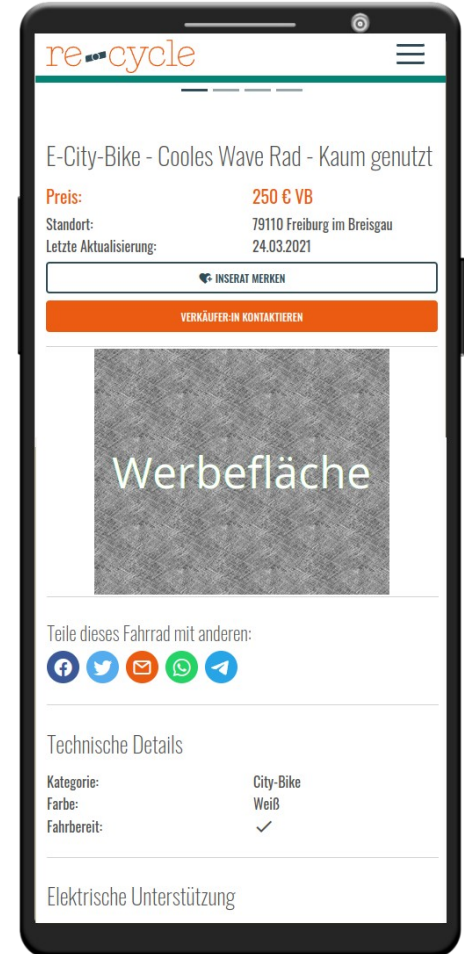 re cycle
E-City-Bike - Cooles Wave Rad - Kaum genutzt
Preis: 250 € VB
Standort: 79110 Freiburg im Breisgau
Letzte Aktualisierung: 24.03.2021
INSERAT MERKEN
VERKÄUFER:IN KONTAKTIEREN
Werbefläche
Teile dieses Fahrrad mit anderen:
Technische Details
Kategorie: City-Bike
Farbe: Weiß
Fahrbereit:
Elektrische Unterstützung